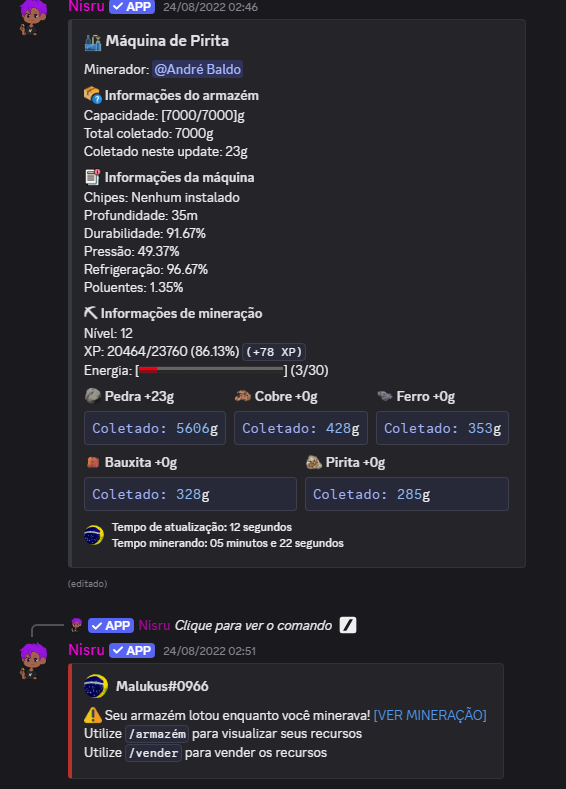 Nisru APP 24/08/2022 02:46
Máquina de Pirita
Minerador: @André Baldo
Informações do armazém
Capacidade: [7000/7000]g
Total coletado: 7000g
Coletado neste update: 23g
Informações da máquina
Chipes: Nenhum instalado
Profundidade: 35m
Durabilidade: 91.67%
Pressão: 49.37%
Refrigeração: 96.67%
Poluentes: 1.35%
Informações de mineração
Nível: 12
XP: 20464/23760 (86.13%) (+78 XP)
Energia: [] (3/30)
Pedra +23g Cobre +0g Ferro +0g
Coletado: 5606g Coletado: 428g Coletado: 353g
Bauxita +0g Pirita +0g
Coletado: 328g Coletado: 285g
Tempo de atualização: 12 segundos
Tempo minerando: 05 minutos e 22 segundos
(editado)
APP Nisru Clique para ver o comando
Nisru APP 24/08/2022 02:51
Malukus#0966
Seu armazém lotou enquanto você minerava! [VER MINERAÇÃO]
Utilize /armazém para visualizar seus recursos
Utilize /vender para vender os recursos